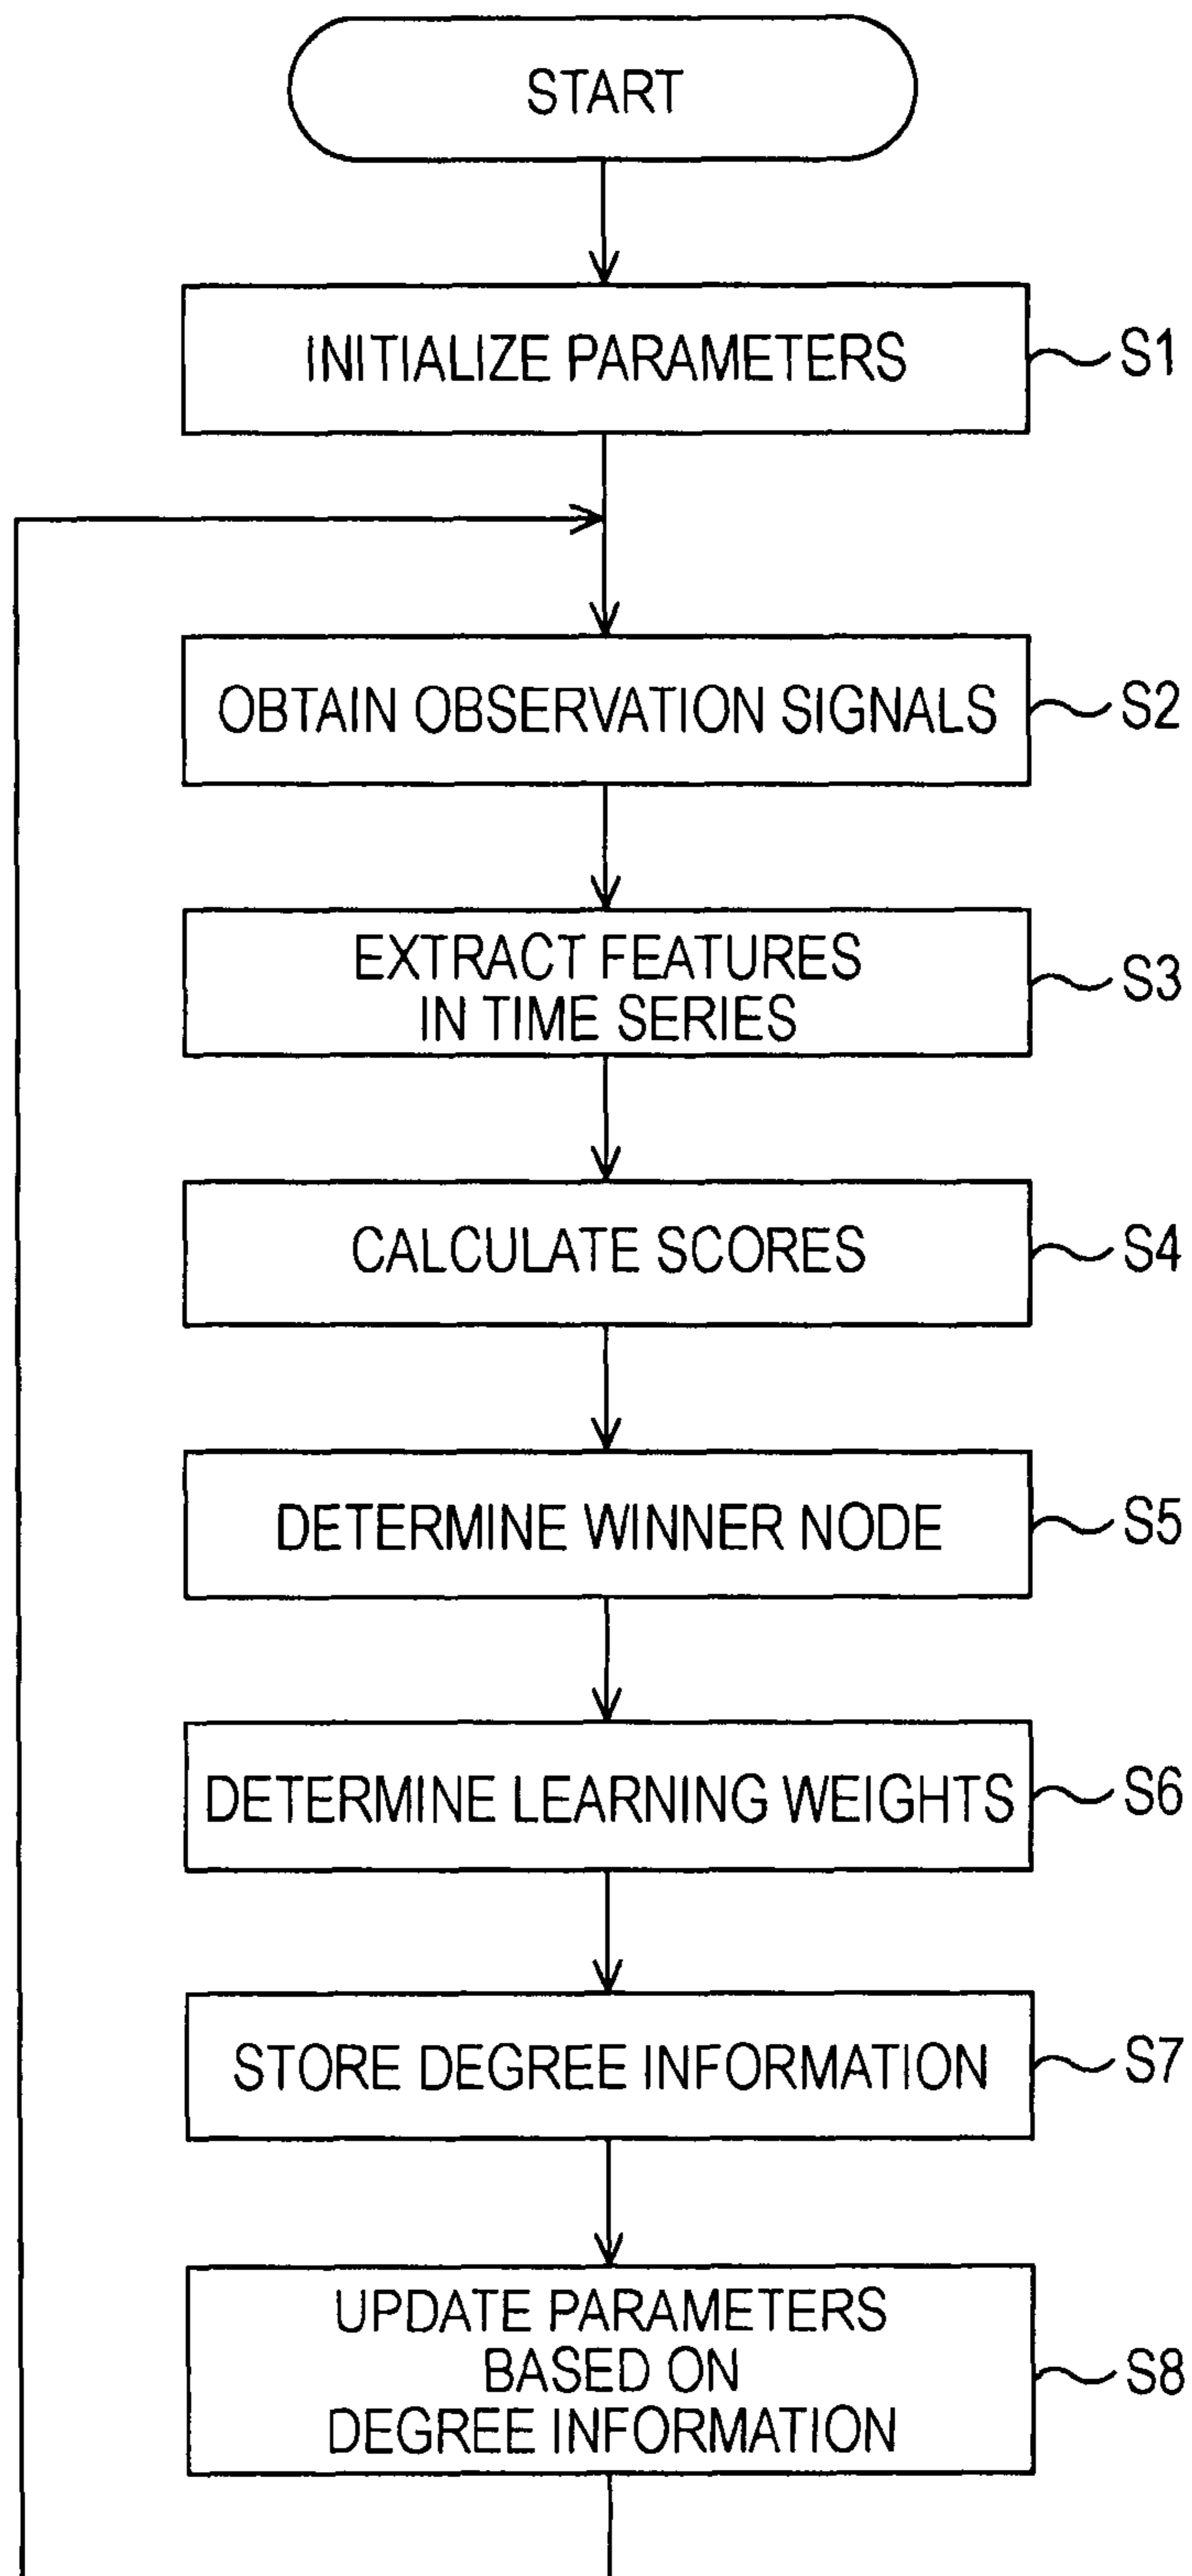 START
INITIALIZE PARAMETERS
S1
OBTAIN OBSERVATION SIGNALS
S2
EXTRACT FEATURES
IN TIME SERIES
S3
CALCULATE SCORES
S4
DETERMINE WINNER NODE
S5
DETERMINE LEARNING WEIGHTS
S6
STORE DEGREE INFORMATION
S7
UPDATE PARAMETERS
BASED ON
DEGREE INFORMATION
S8